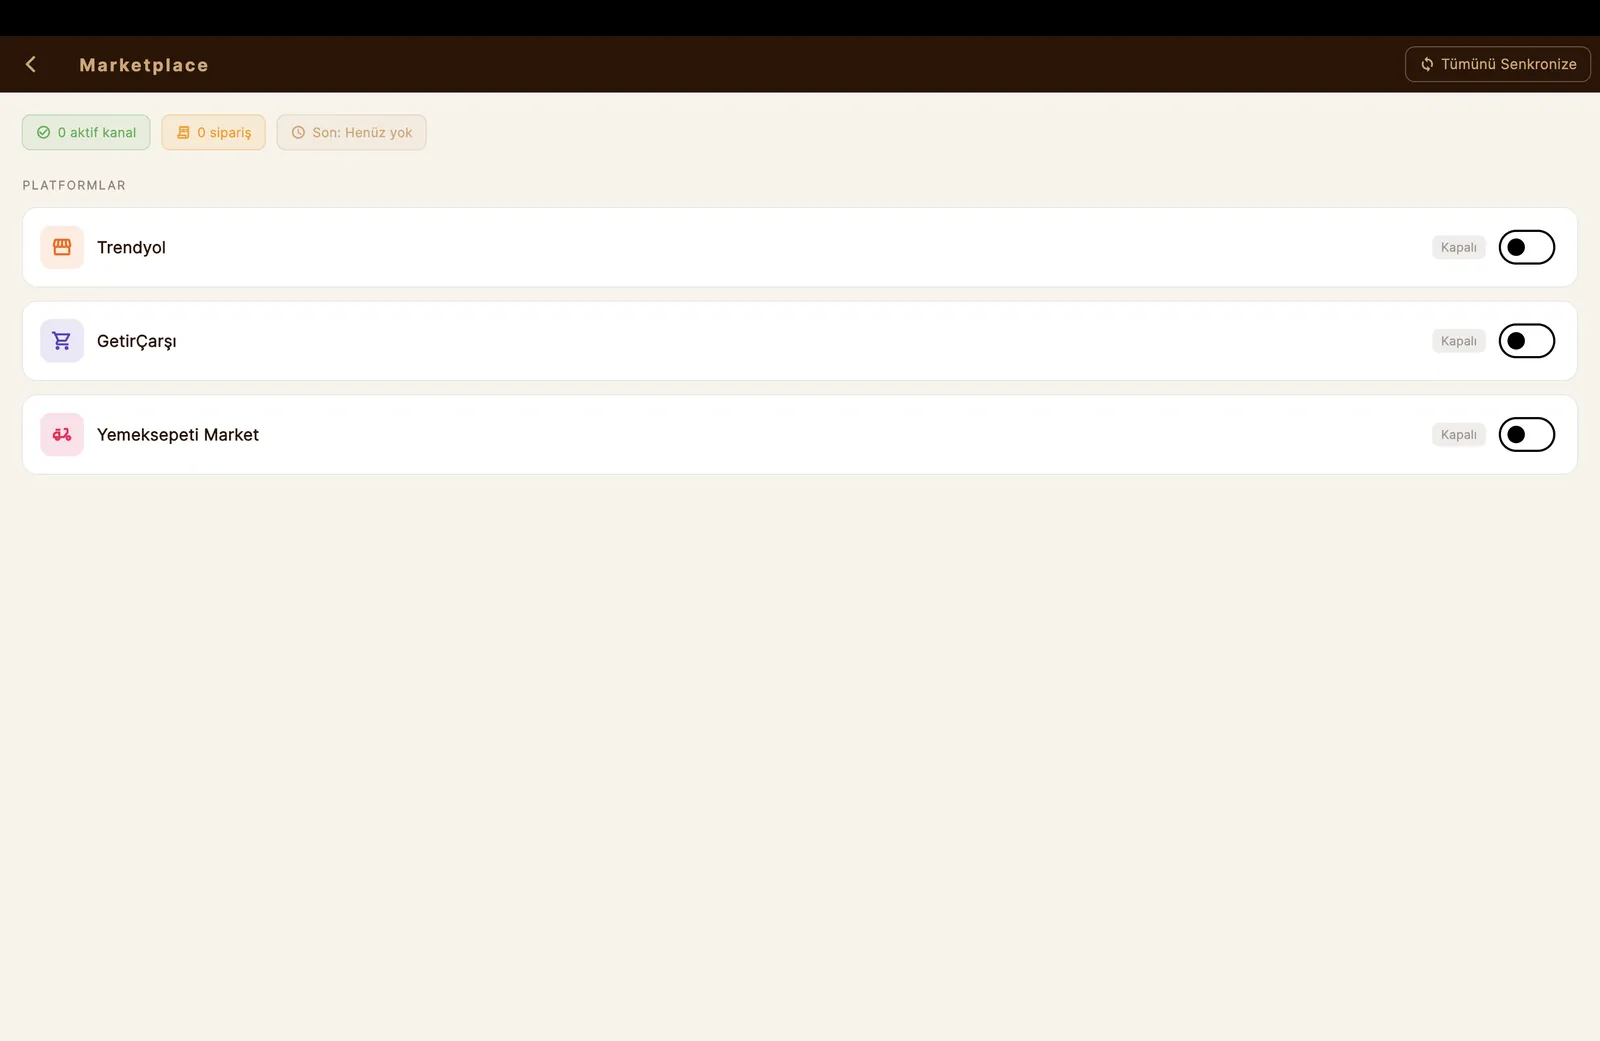 Marketplace
Tümünü Senkronize
0 aktif kanal
0 sipariş
Son: Henüz yok
PLATFORMLAR
Trendyol
Kapalı
GetirÇarşı
Kapalı
Yemeksepeti Market
Kapalı